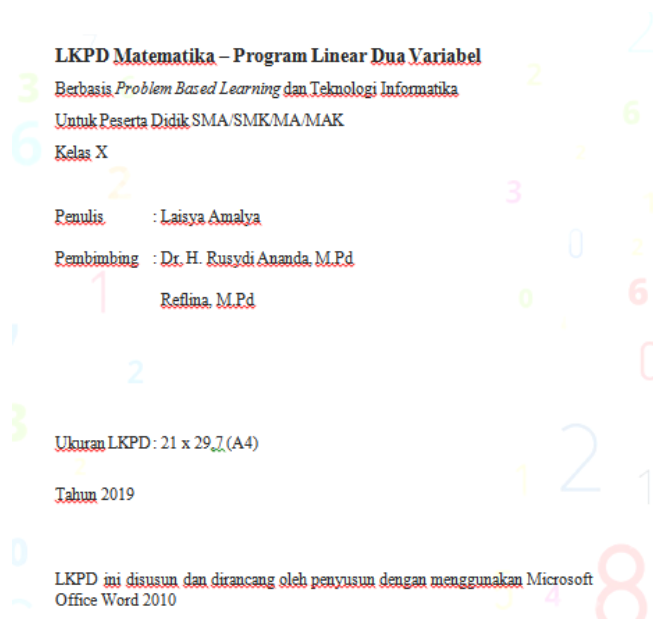 LKPD Matematika – Program Linear Dua Variabel
Berbasis Problem Based Learning dan Teknologi Informatika
Untuk Peserta Didik SMA/SMK/MA/MAK
Kelas X
Penulis : Laisya Amalya
Pembimbing : Dr. H. Rusydi Ananda, M.Pd
Reflina, M.Pd
Ukuran LKPD : 21 x 29,7 (A4)
Tahun 2019
LKPD ini disusun dan dirancang oleh penyusun dengan menggunakan Microsoft
Office Word 2010